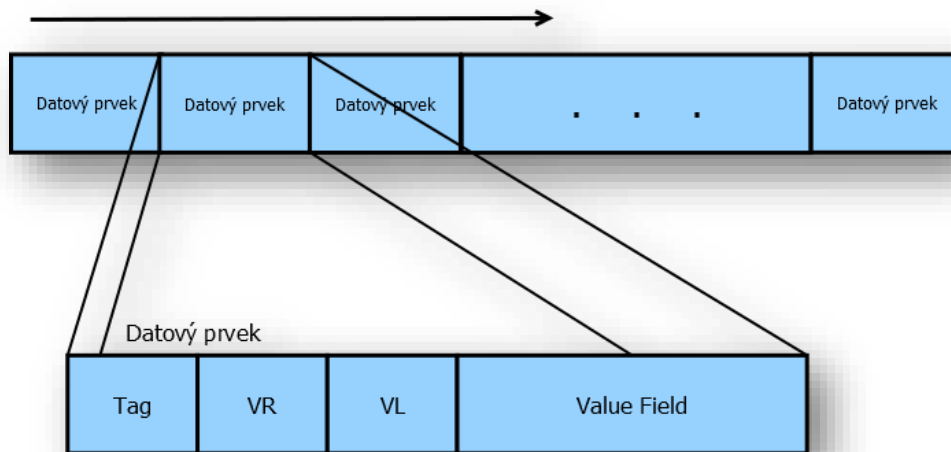 Datový prvek
Datový prvek
Datový prvek
. . .
Datový prvek
Datový prvek
Tag
VR
VL
Value Field